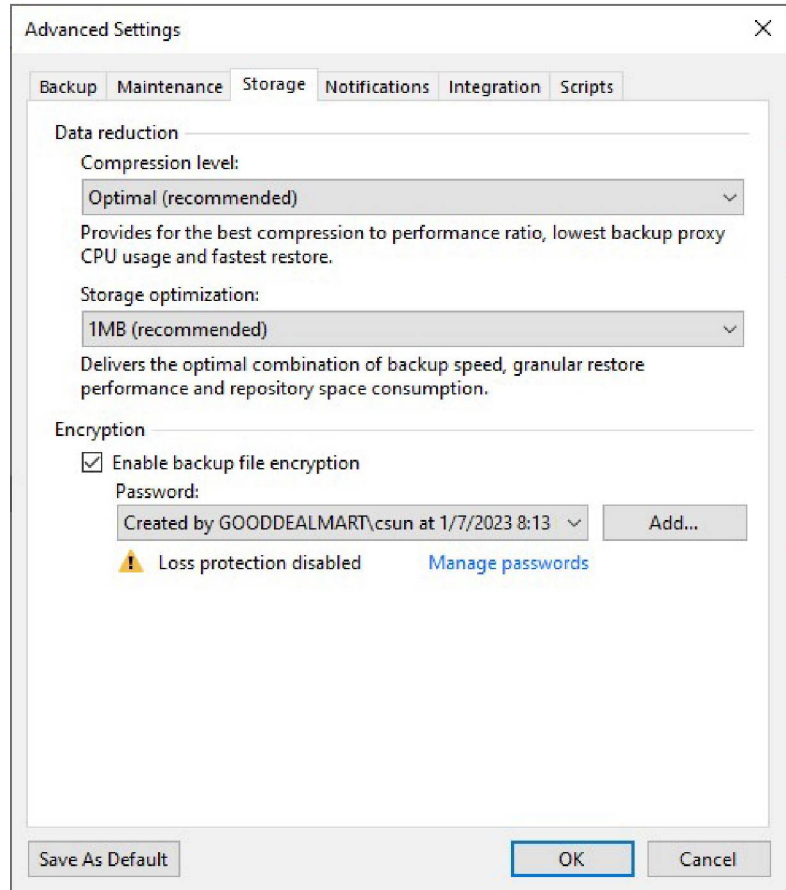 Advanced Settings
Backup Maintenance Storage Notifications Integration Scripts
Data reduction
Compression level:
Optimal (recommended)
Provides for the best compression to performance ratio, lowest backup proxy
CPU usage and fastest restore.
Storage optimization:
1MB (recommended)
Delivers the optimal combination of backup speed, granular restore
performance and repository space consumption.
Encryption
Enable backup file encryption
Password:
Created by GOODDEALMART\csun at 1/7/2023 8:13 Add...
Loss protection disabled Manage passwords
Save As Default OK Cancel